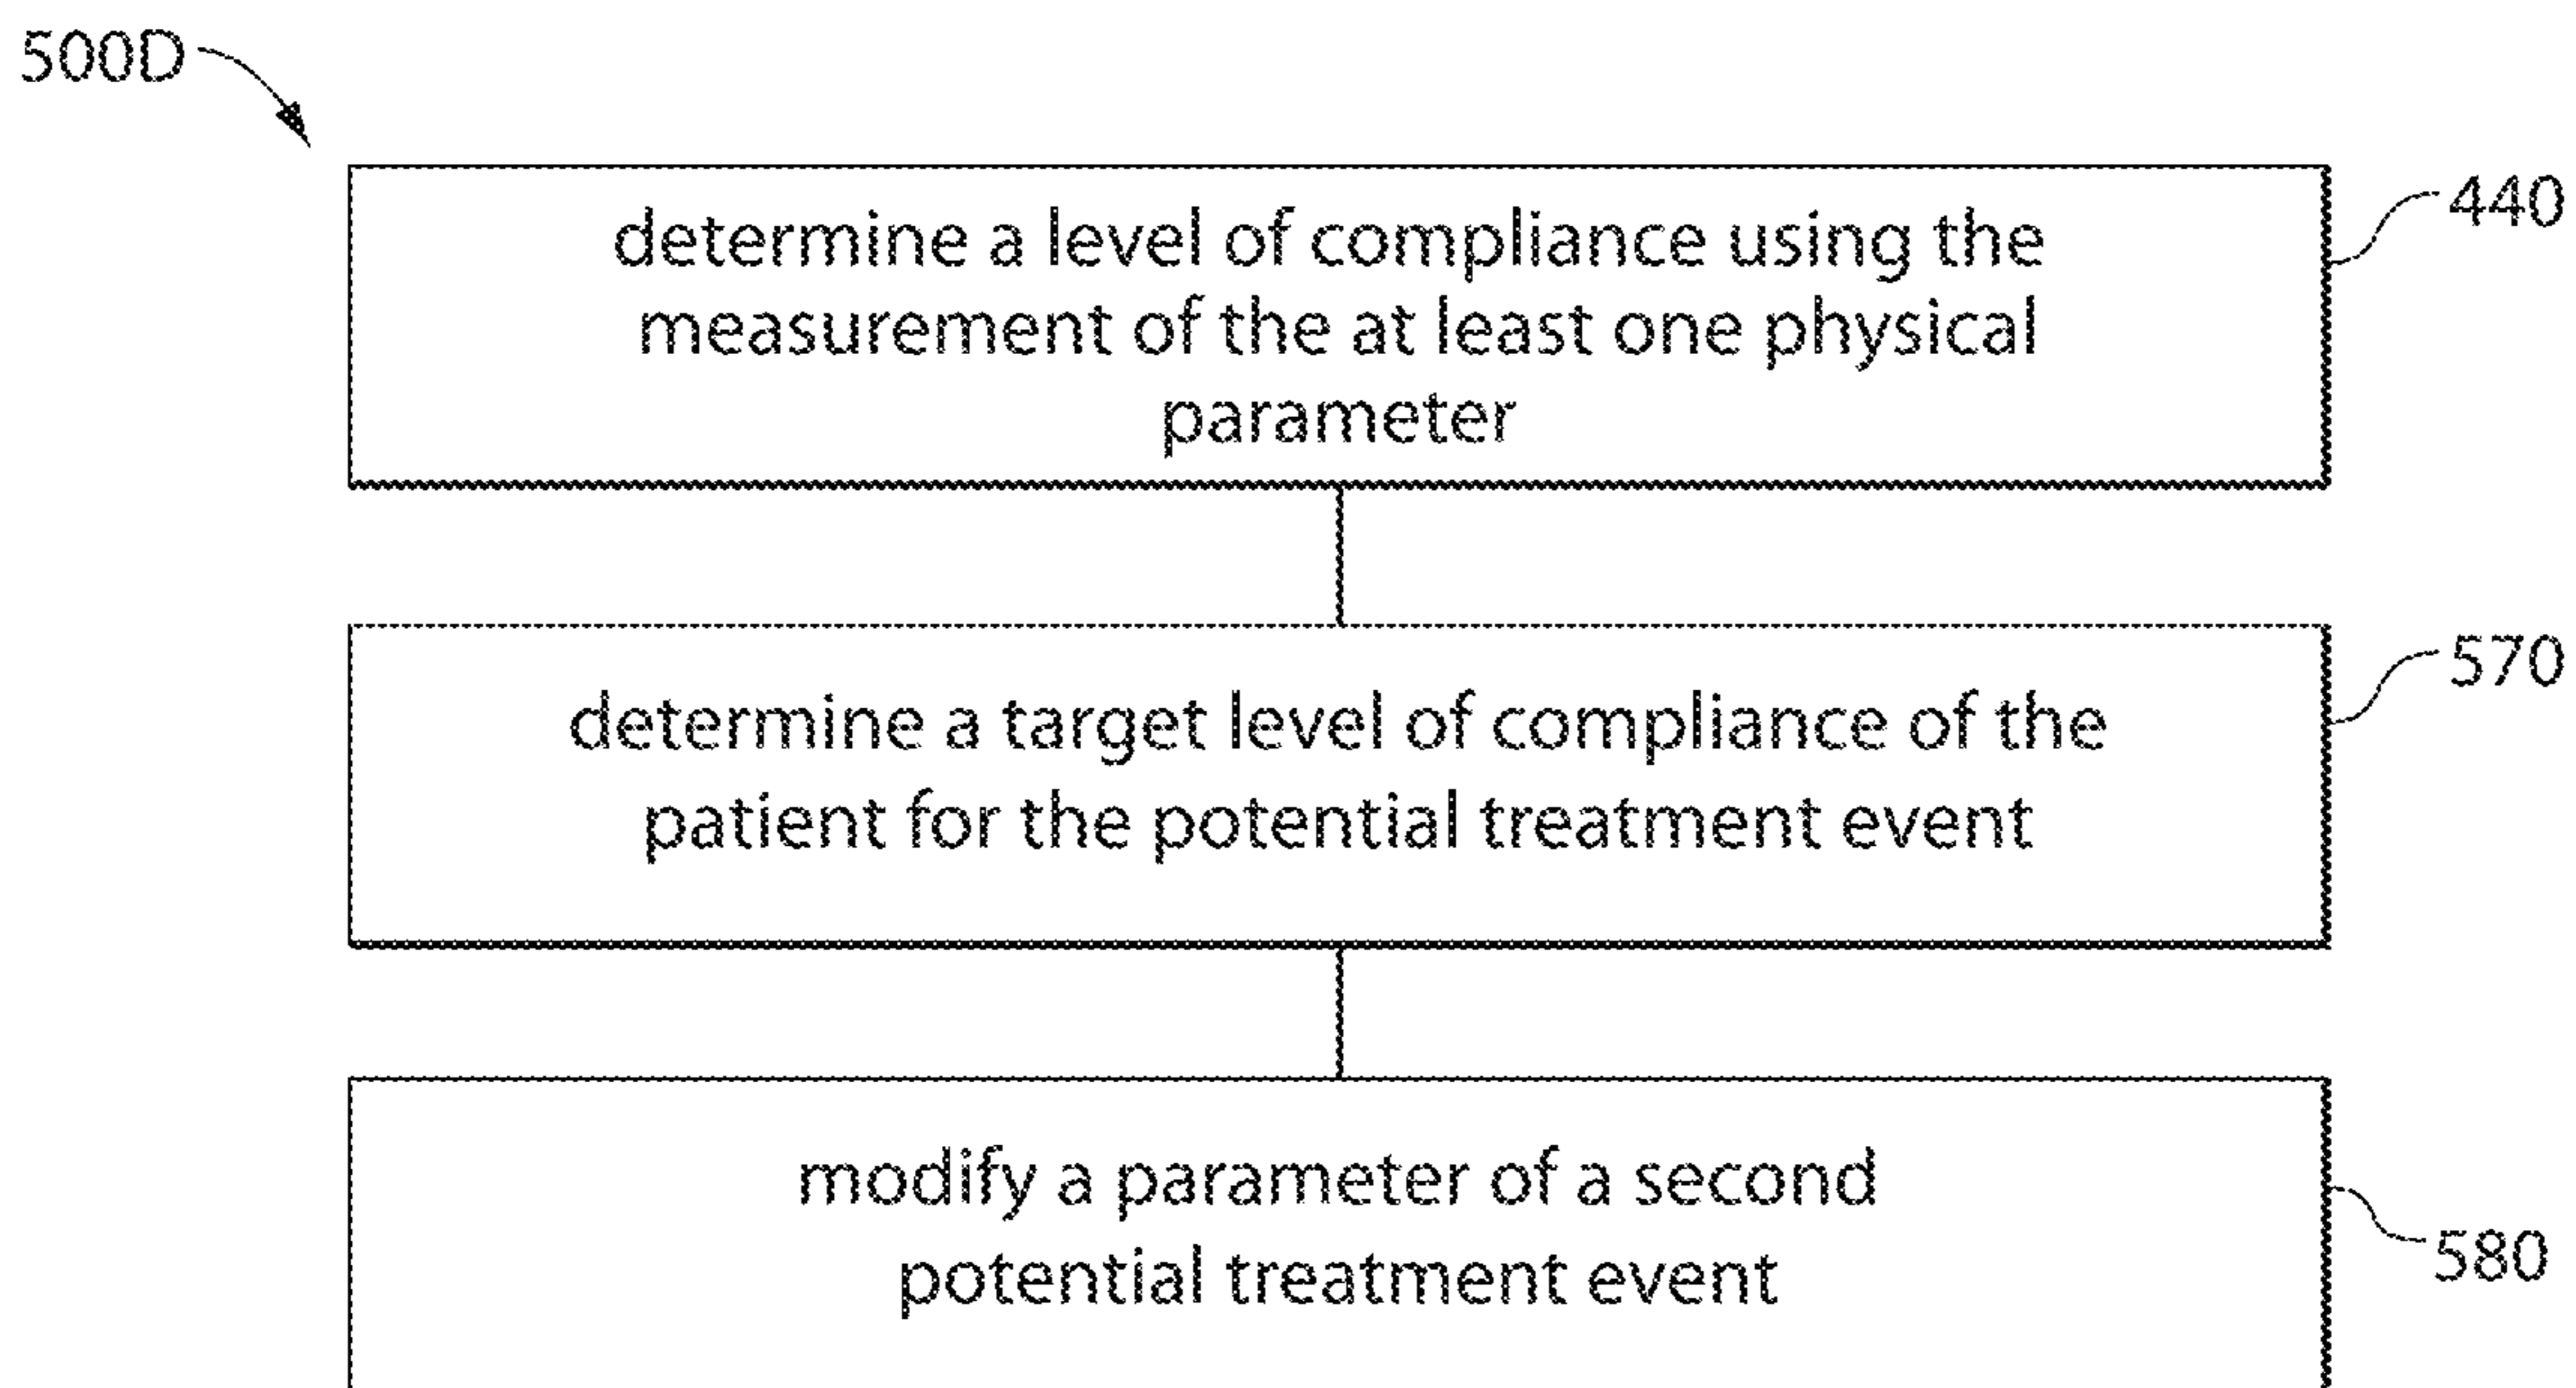 500D
determine a level of compliance using the
440
measurement of the at least one physical
parameter
determine a target level of compliance of the
570
patient for the potential treatment event
modify a parameter of a second
potential treatment event
580